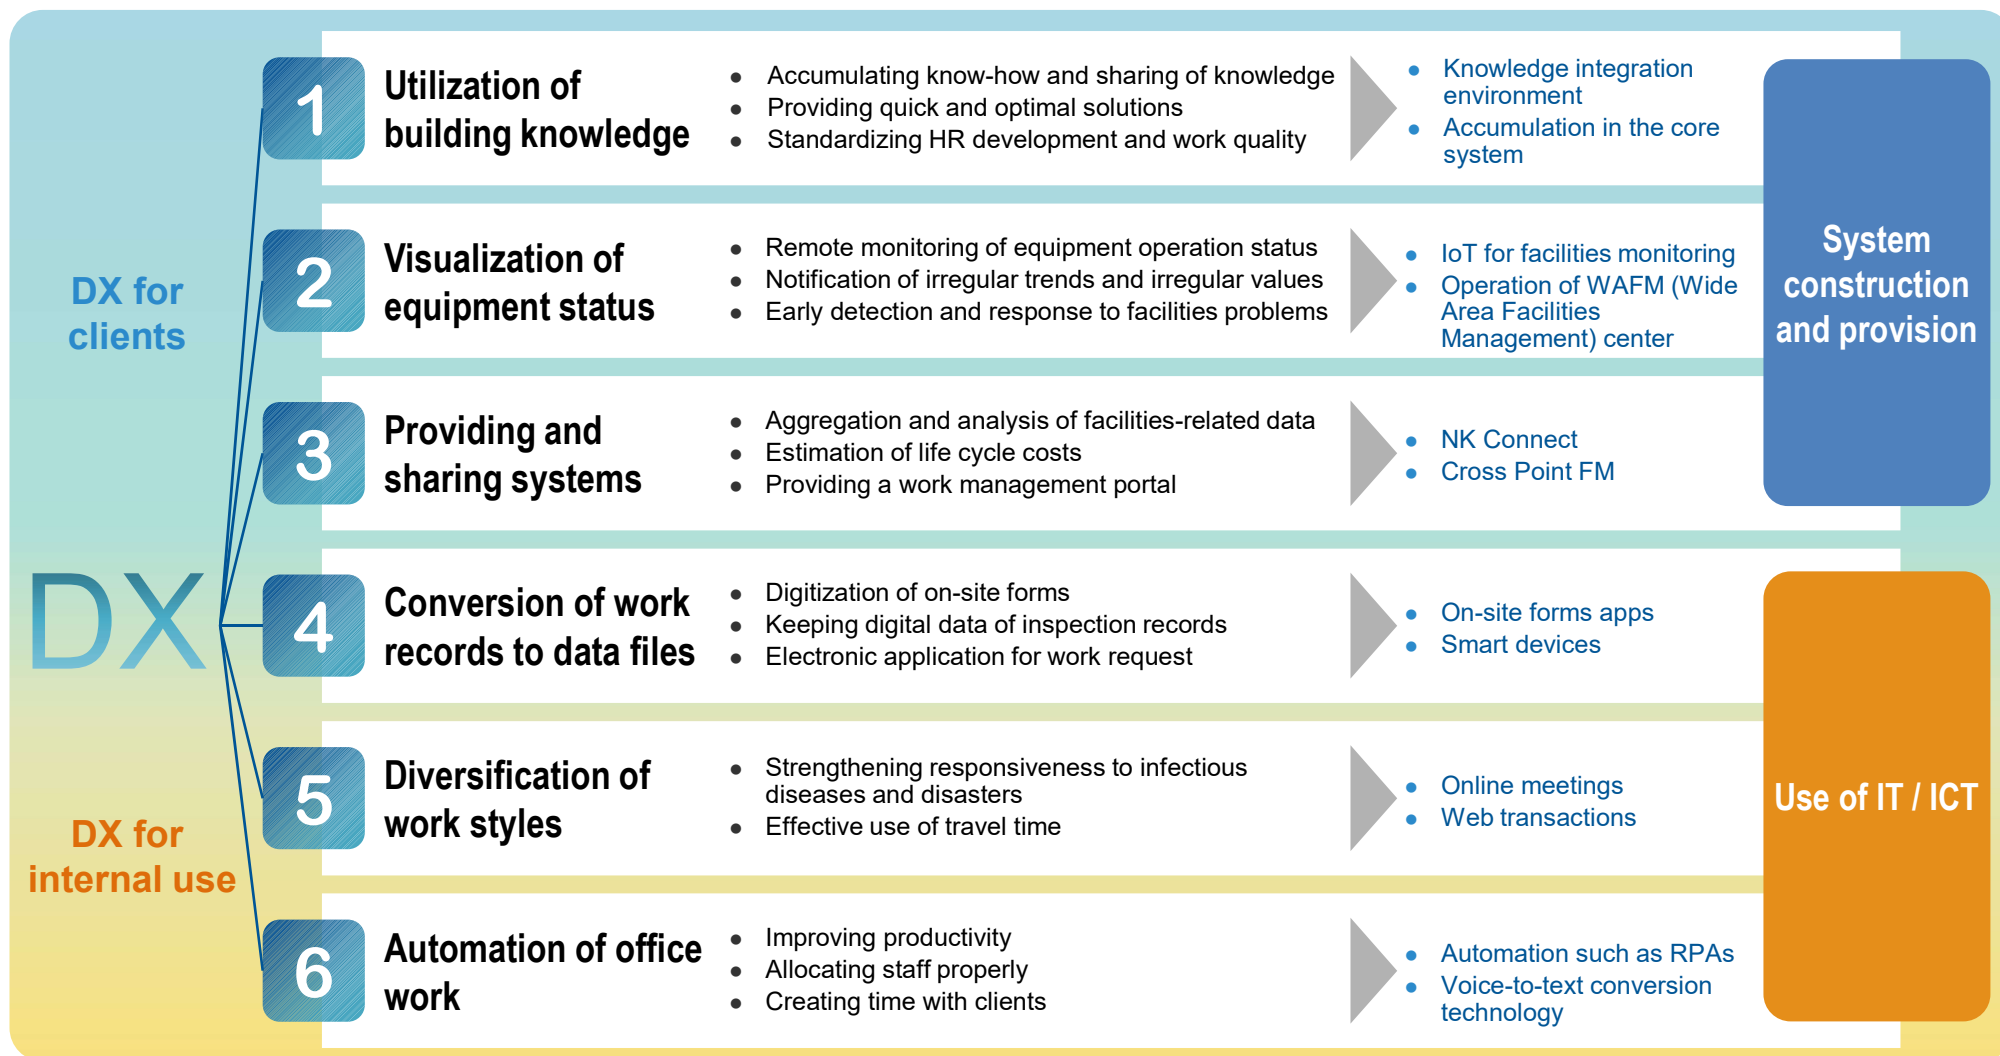 DX
DX for
clients
DX for
internal use
1
Utilization of
building knowledge
• Accumulating know-how and sharing of knowledge
• Providing quick and optimal solutions
• Standardizing HR development and work quality
• Knowledge integration
environment
• Accumulation in the core
system
2
Visualization of
equipment status
• Remote monitoring of equipment operation status
• Notification of irregular trends and irregular values
• Early detection and response to facilities problems
• IoT for facilities monitoring
• Operation of WAFM (Wide
Area Facilities
Management) center
3
Providing and
sharing systems
• Aggregation and analysis of facilities-related data
• Estimation of life cycle costs
• Providing a work management portal
• NK Connect
• Cross Point FM
System
construction
and provision
4
Conversion of work
records to data files
• Digitization of on-site forms
• Keeping digital data of inspection records
• Electronic application for work request
• On-site forms apps
• Smart devices
5
Diversification of
work styles
• Strengthening responsiveness to infectious
diseases and disasters
• Effective use of travel time
• Online meetings
• Web transactions
6
Automation of office
work
• Improving productivity
• Allocating staff properly
• Creating time with clients
• Automation such as RPAs
• Voice-to-text conversion
technology
Use of IT / ICT